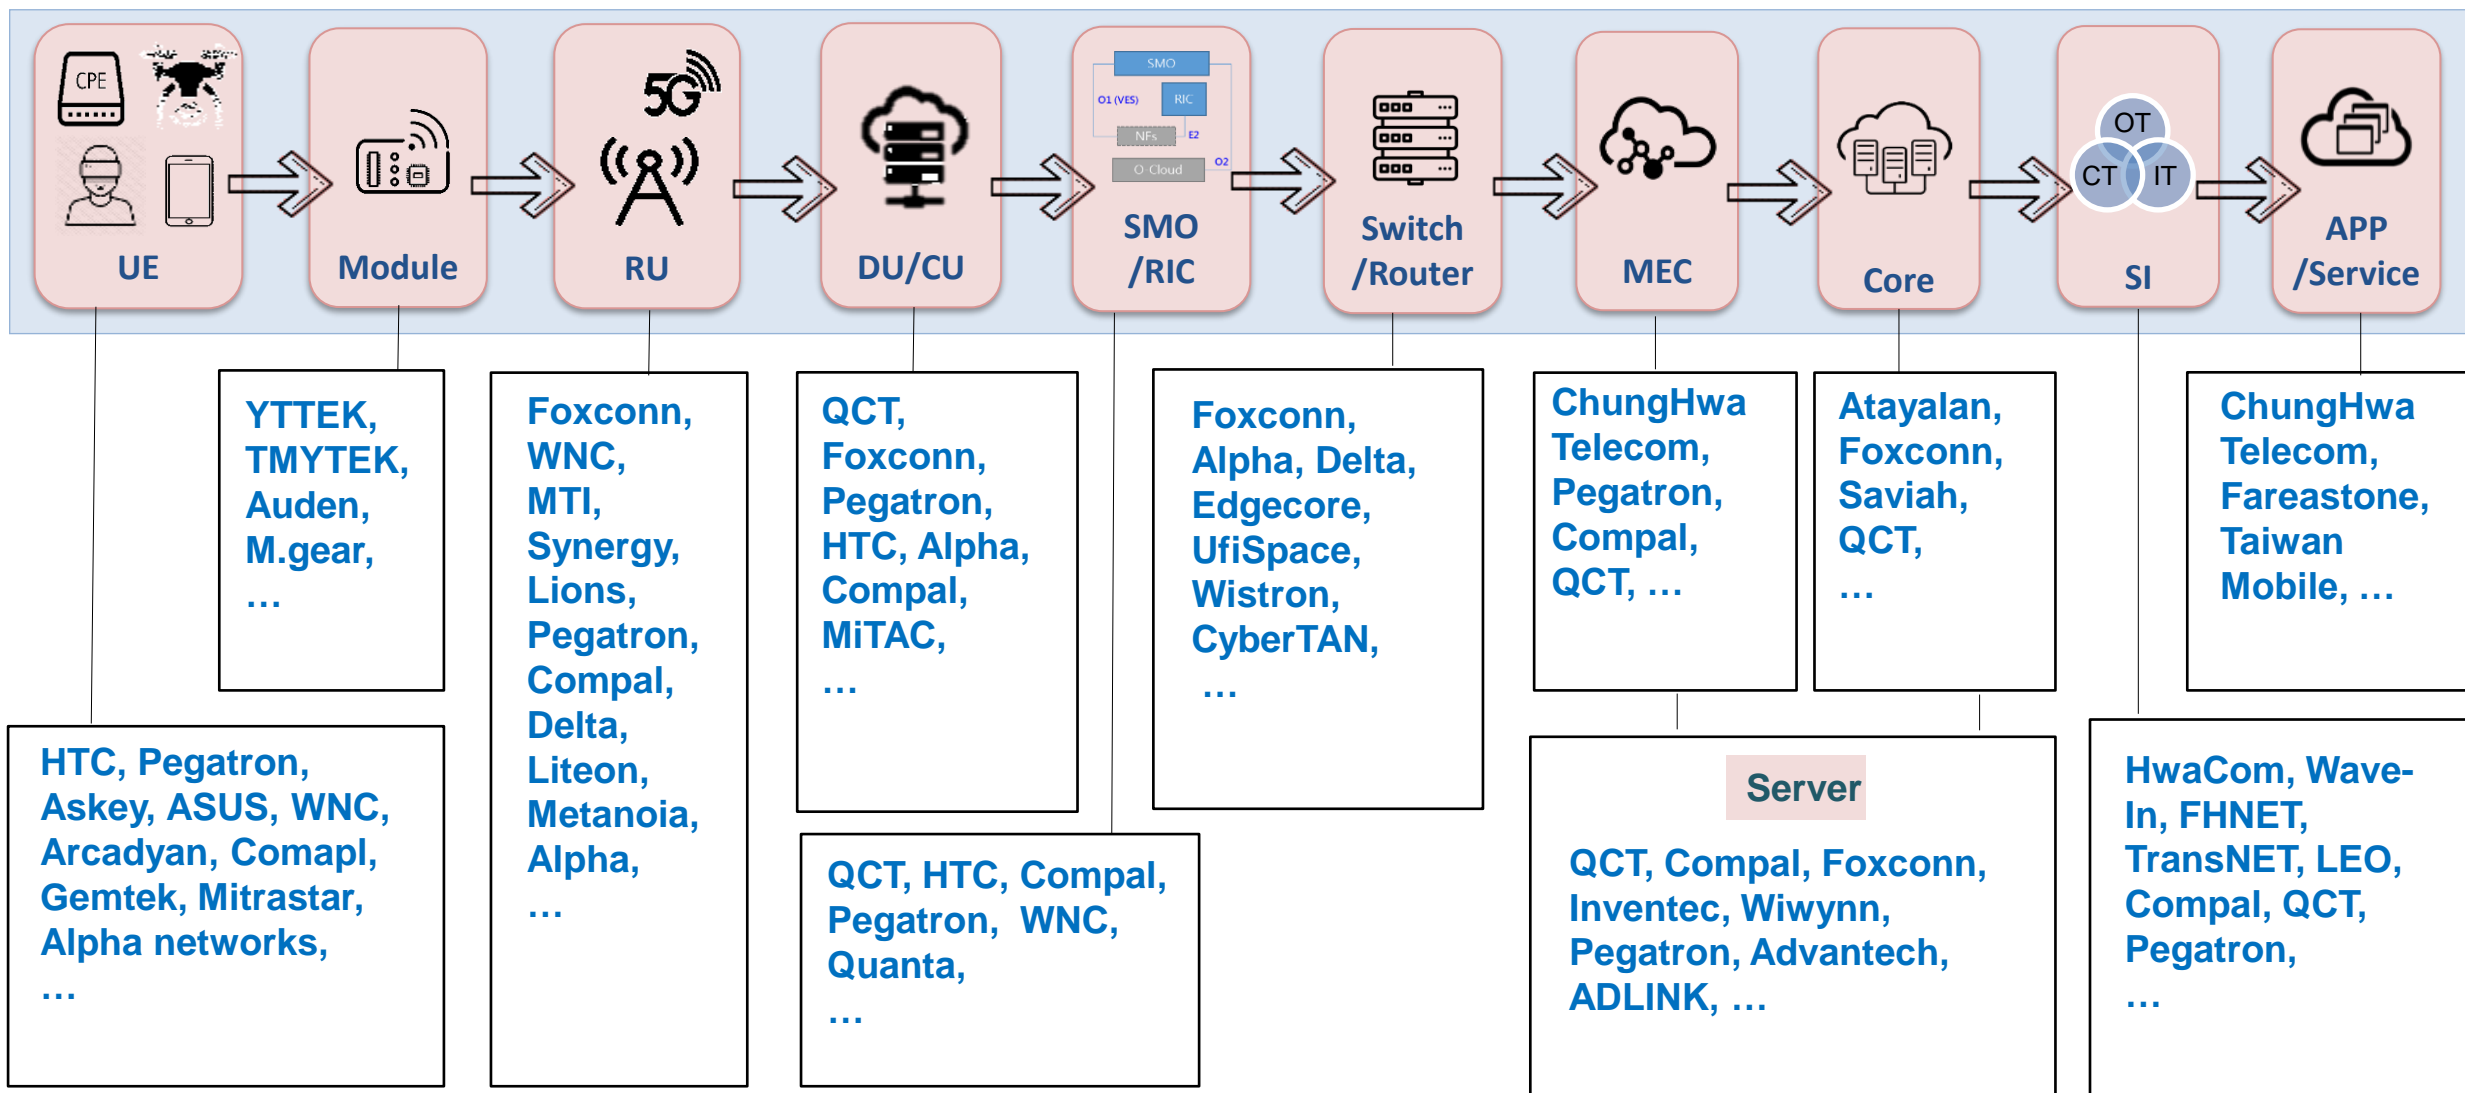 CPE
UE
Module
5G
RU
DU/CU
SMO
O1 (VES)
RIC
NFs
E2
O2
O-Cloud
SMO
/RIC
Switch
/Router
MEC
Core
OT
CT
IT
SI
APP
/Service
YTTEK,
TMYTEK,
Auden,
M.gear,
…
Foxconn,
WNC,
MTI,
Synergy,
Lions,
Pegatron,
Compal,
Delta,
Liteon,
Metanoia,
Alpha,
…
QCT,
Foxconn,
Pegatron,
HTC, Alpha,
Compal,
MiTAC,
…
Foxconn,
Alpha, Delta,
Edgecore,
UfiSpace,
Wistron,
CyberTAN,
…
ChungHwa
Telecom,
Pegatron,
Compal,
QCT, …
Atayalan,
Foxconn,
Saviah,
QCT,
…
ChungHwa
Telecom,
Fareastone,
Taiwan
Mobile, …
HTC, Pegatron,
Askey, ASUS, WNC,
Arcadyan, Comapl,
Gemtek, Mitrastar,
Alpha networks,
…
QCT, HTC, Compal,
Pegatron, WNC,
Quanta,
…
Server
QCT, Compal, Foxconn,
Inventec, Wiwynn,
Pegatron, Advantech,
ADLINK, …
HwaCom, Wave-
In, FHNET,
TransNET, LEO,
Compal, QCT,
Pegatron,
…